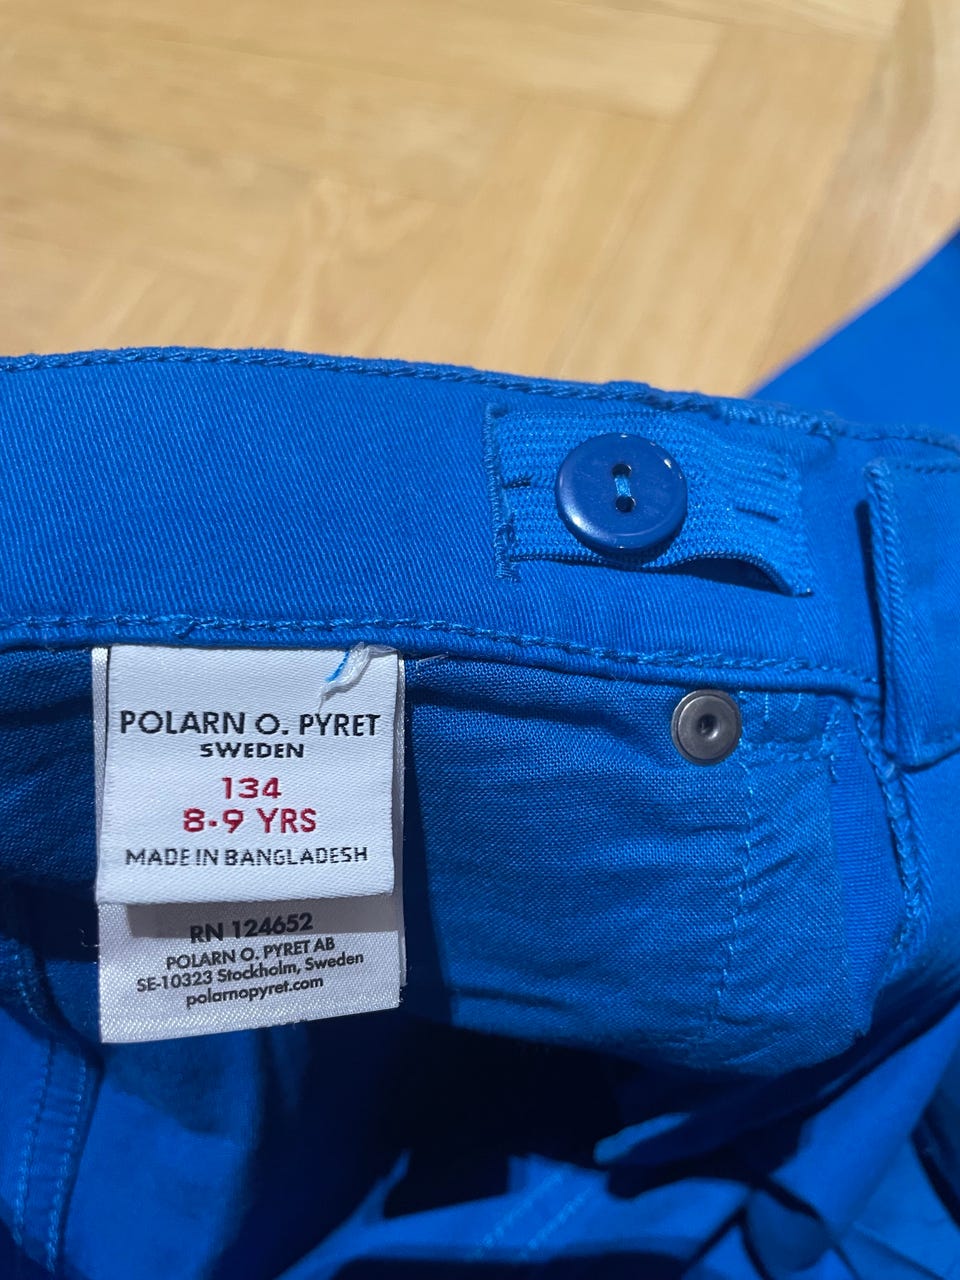 POLARN O. PYRET
SWEDEN
134
8-9 YRS
MADE IN BANGLADESH
RN 124652
POLARN O. PYRET AB
SE-10323 Stockholm, Sweden
polarnopyret.com